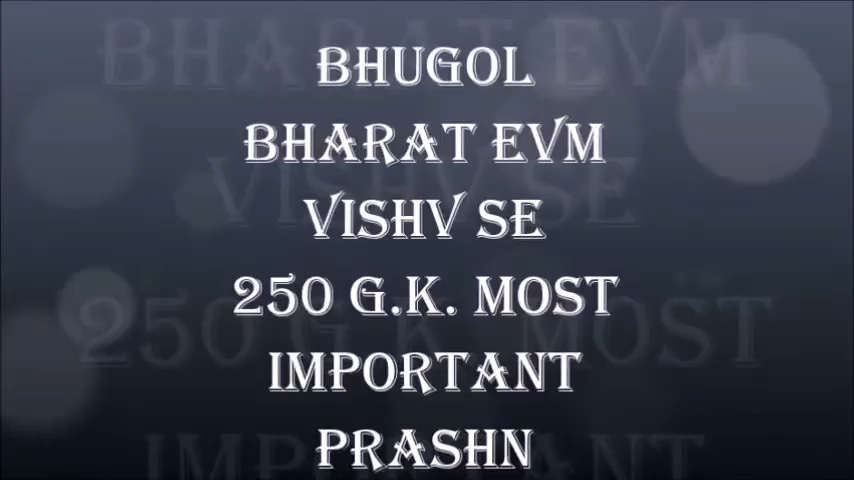 BHUGOL
BHARAT EVM
VISHV SE
250 G.K. MOST
IMPORTANT
PRASHN